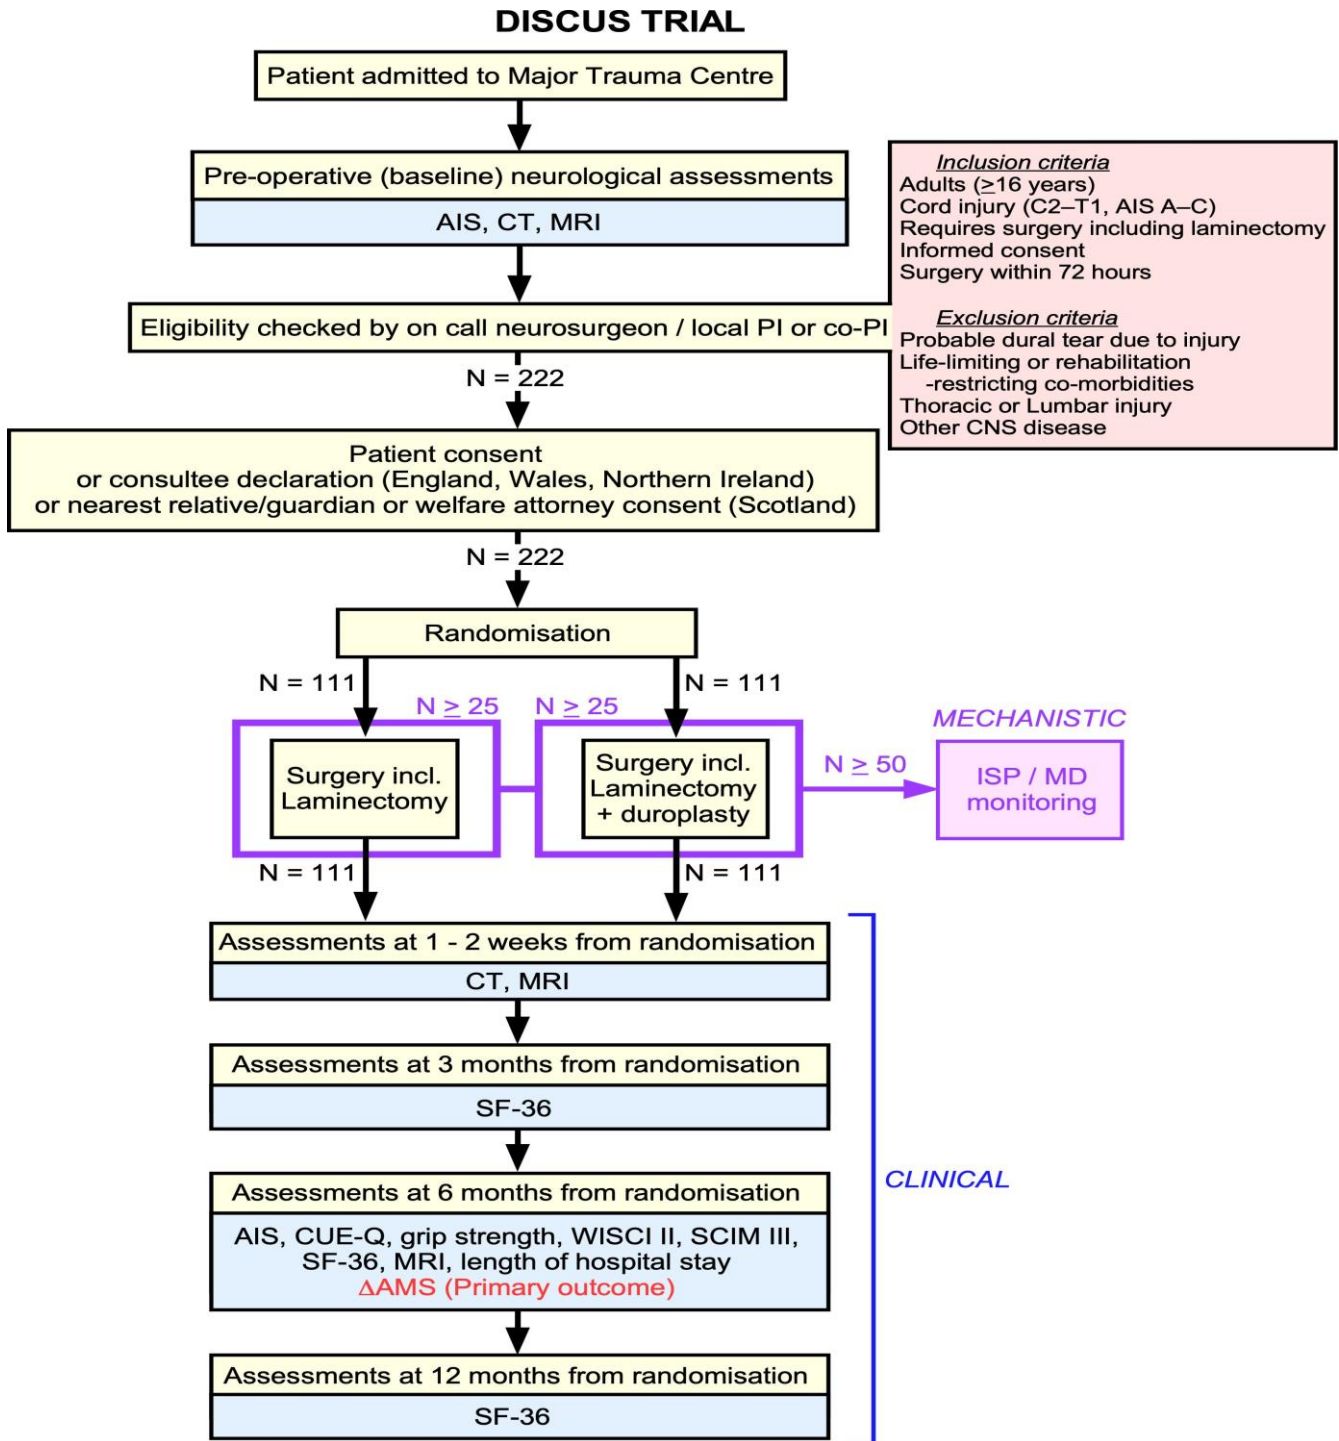 DISCUS TRIAL
Patient admitted to Major Trauma Centre
Pre-operative (baseline) neurological assessments
AIS, CT, MRI
Eligibility checked by on call neurosurgeon / local PI or co-PI
Inclusion criteria
Adults (≥16 years)
Cord injury (C2–T1, AIS A–C)
Requires surgery including laminectomy
Informed consent
Surgery within 72 hours
Exclusion criteria
Probable dural tear due to injury
Life-limiting or rehabilitation
-restricting co-morbidities
Thoracic or Lumbar injury
Other CNS disease
N = 222
Patient consent
or consultee declaration (England, Wales, Northern Ireland)
or nearest relative/guardian or welfare attorney consent (Scotland)
N = 222
Randomisation
N = 111
N = 111
N ≥ 25
N ≥ 25
Surgery incl.
Laminectomy
Surgery incl.
Laminectomy
+ duroplasty
N ≥ 50
MECHANISTIC
ISP / MD
monitoring
N = 111
N = 111
Assessments at 1 - 2 weeks from randomisation
CT, MRI
Assessments at 3 months from randomisation
SF-36
Assessments at 6 months from randomisation
AIS, CUE-Q, grip strength, WISCI II, SCIM III,
SF-36, MRI, length of hospital stay
ΔAMS (Primary outcome)
Assessments at 12 months from randomisation
SF-36
CLINICAL